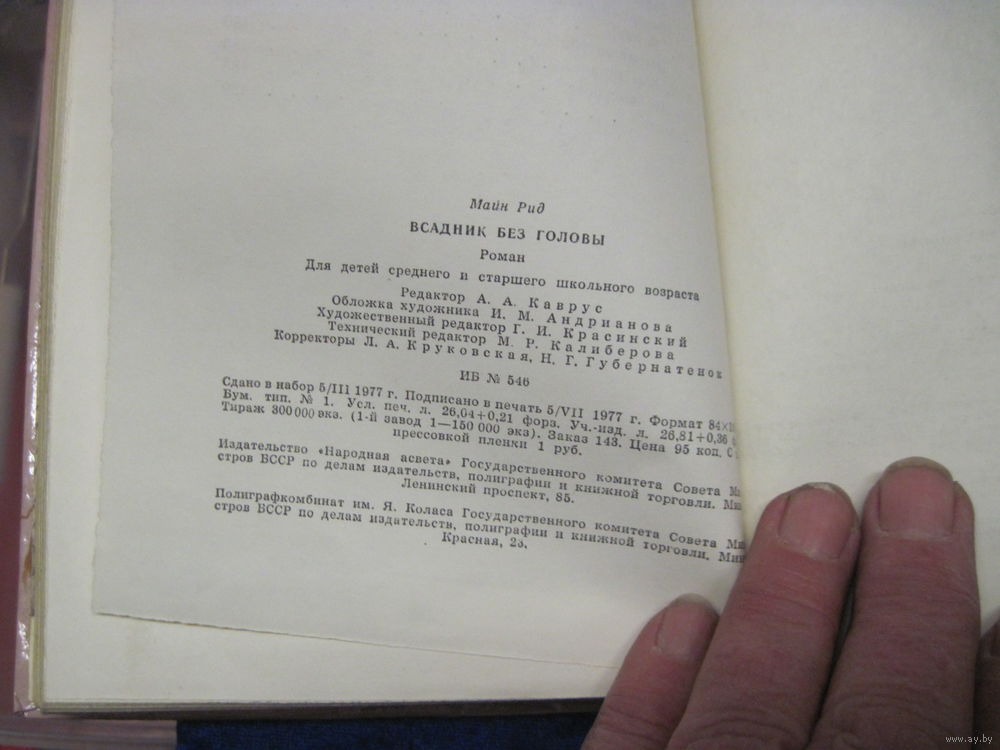 Майн Рид
ВСАДНИК БЕЗ ГОЛОВЫ
Роман
Для детей среднего и старшего школьного возраста
Редактор А. А. Каврус
Обложка художника И. М. Андрианова
Художественный редактор Г. И. Красинский
Технический редактор М. Р. Калиберова
Корректоры Л. А. Круковская, Н. Г. Губернатенок
ИБ № 546
Сдано в набор 5/III 1977 г. Подписано в печать 5/VII 1977 г. Формат
Бум. тип. № 1. Усл. печ. л. 26,04+0,21 форз. Уч.-изд. л. 26,81+0,36
Тираж 300 000 экз. (1-й завод 1—150 000 экз). Заказ 143. Цена 95 коп. С
прессовкой пленки 1 руб.
Издательство «Народная асвета» Государственного комитета Совета
стров БССР по делам издательств, полиграфии и книжной торговли.
Ленинский проспект, 85.
Полиграфкомбинат им. Я. Коласа Государственного комитета Совета
стров БССР по делам издательств, полиграфии и книжной торговли.
Красная, 23.
www.ay.by